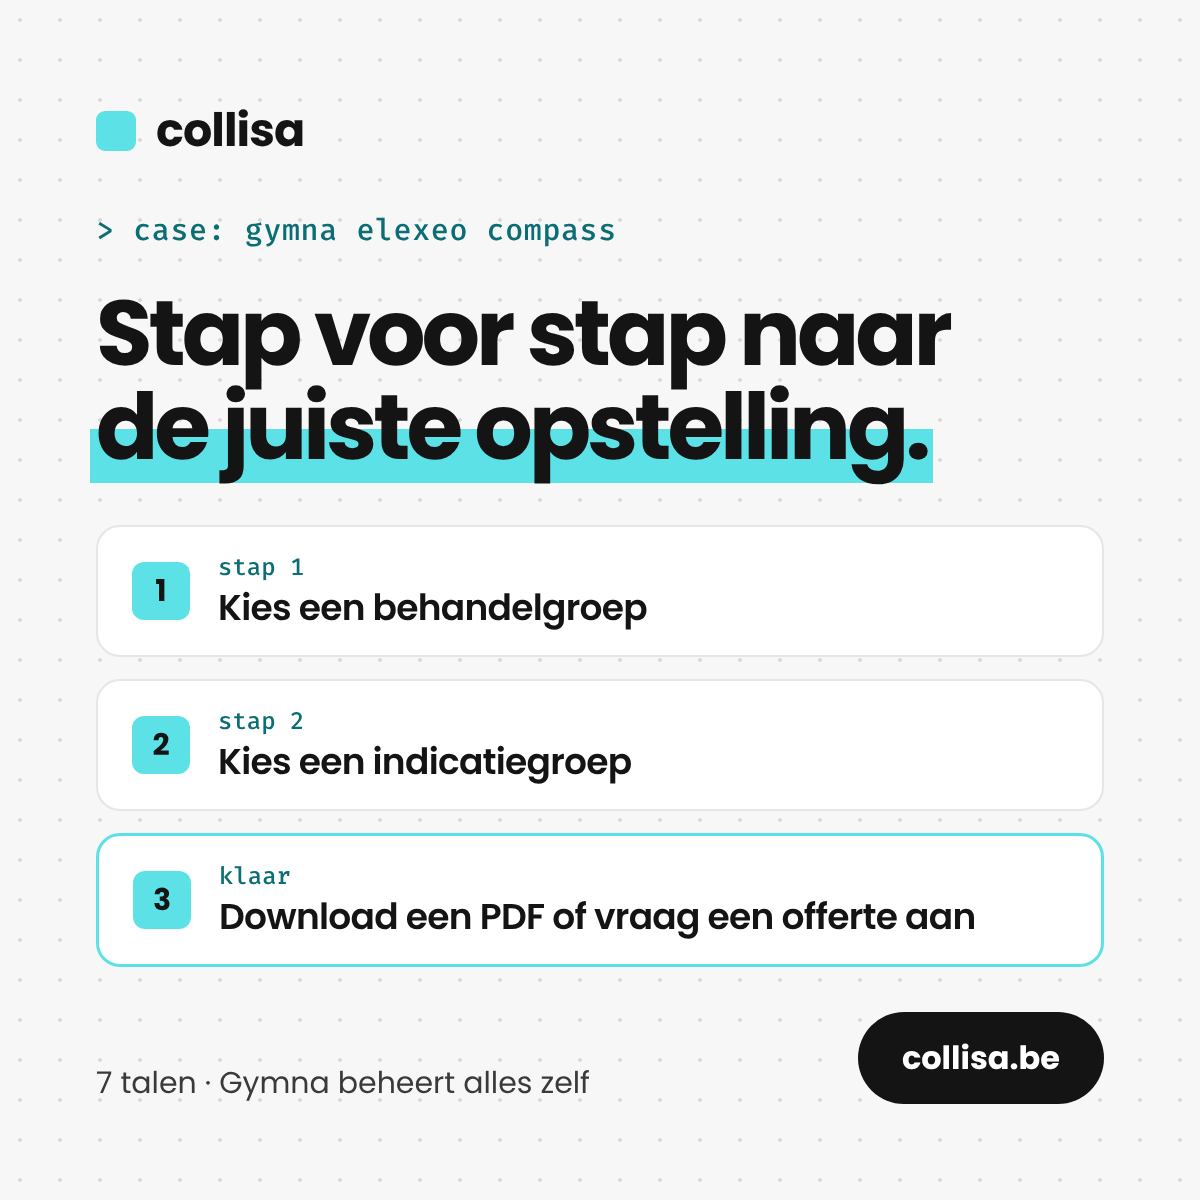 collisa
> case: gymna elexeo compass
Stap voor stap naar
de juiste opstelling.
1
stap 1
Kies een behandelgroep
2
stap 2
Kies een indicatiegroep
3
klaar
Download een PDF of vraag een offerte aan
7 talen · Gymna beheert alles zelf
collisa.be